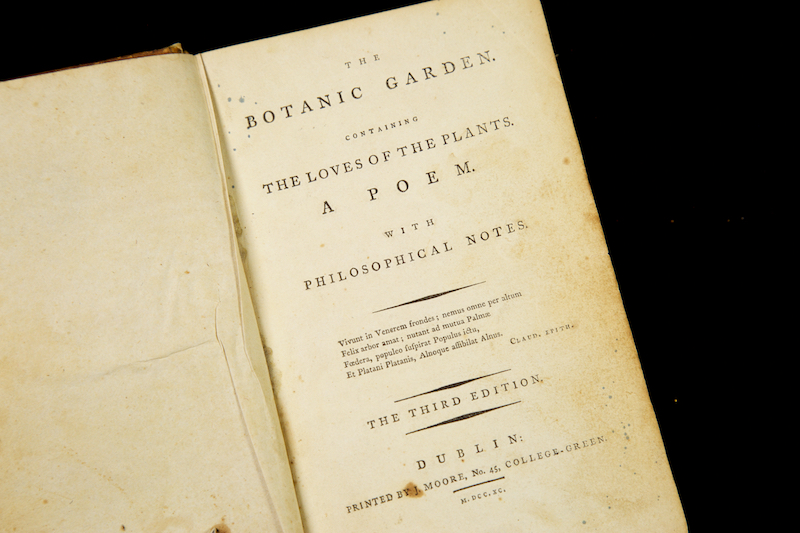 THE
BOTANIC GARDEN.
CONTAINING
THE LOVES OF THE PLANTS.
A POEM.
WITH
PHILOSOPHICAL NOTES.
Vivunt in Venerem frondes; nemus omne per altum
Felix arbor amat; nutant ad mutua Palmæ
Fœdera, populeo ſuſpirat Populus ictu,
Et Platani Platanis, Alnoque aſſibilat Alnus.
CLAUD. EPITH.
THE THIRD EDITION.
DUBLIN:
PRINTED BY J. MOORE, No. 45, COLLEGE-GREEN.
M.DCC.XC.